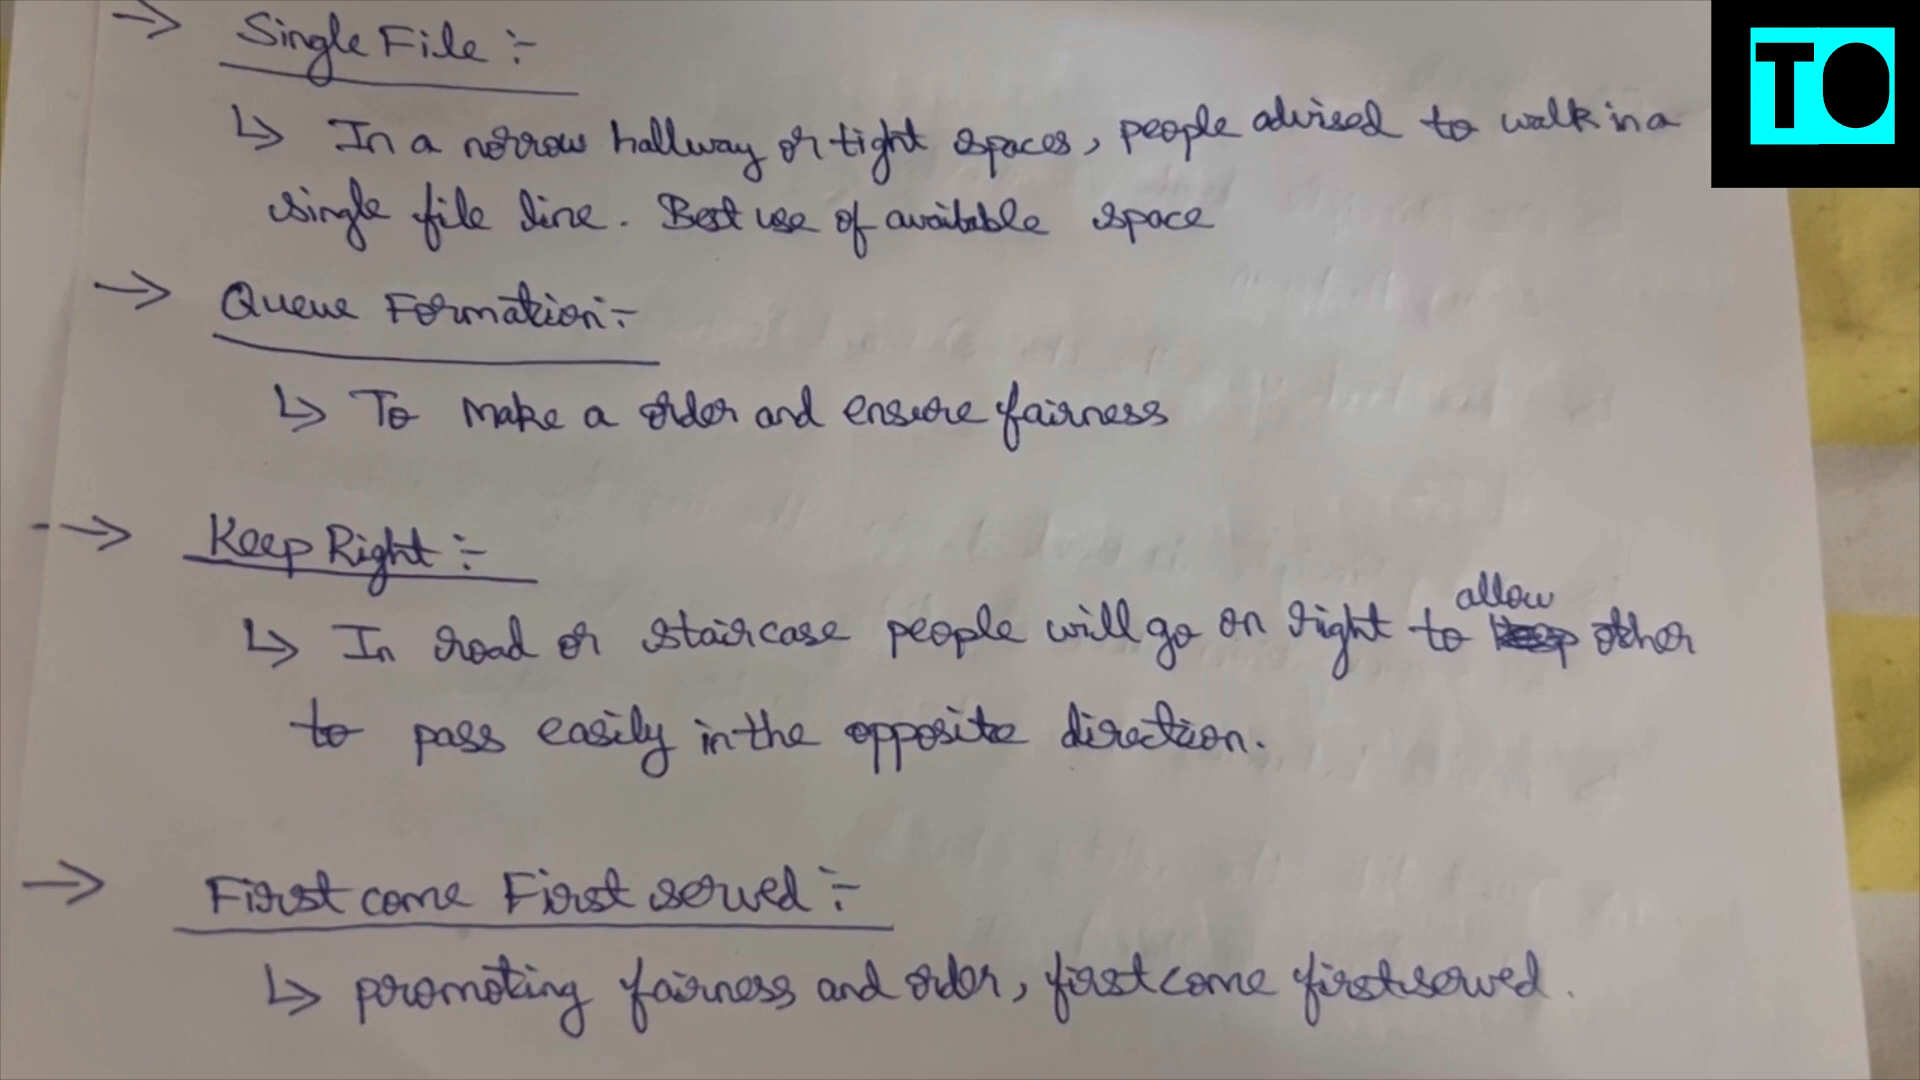 → Single File :-
↳ In a norrow hallway or tight spaces, people advised to walk in a
single file line. Best use of available space
→ Queue Formation :-
↳ To make a order and ensure fairness
→ Keep Right :-
↳ In road or staircase people will go on right to allow other
to pass easily in the opposite direction.
→ First come First served :-
↳ promoting fairness and order, first come first served.
TO